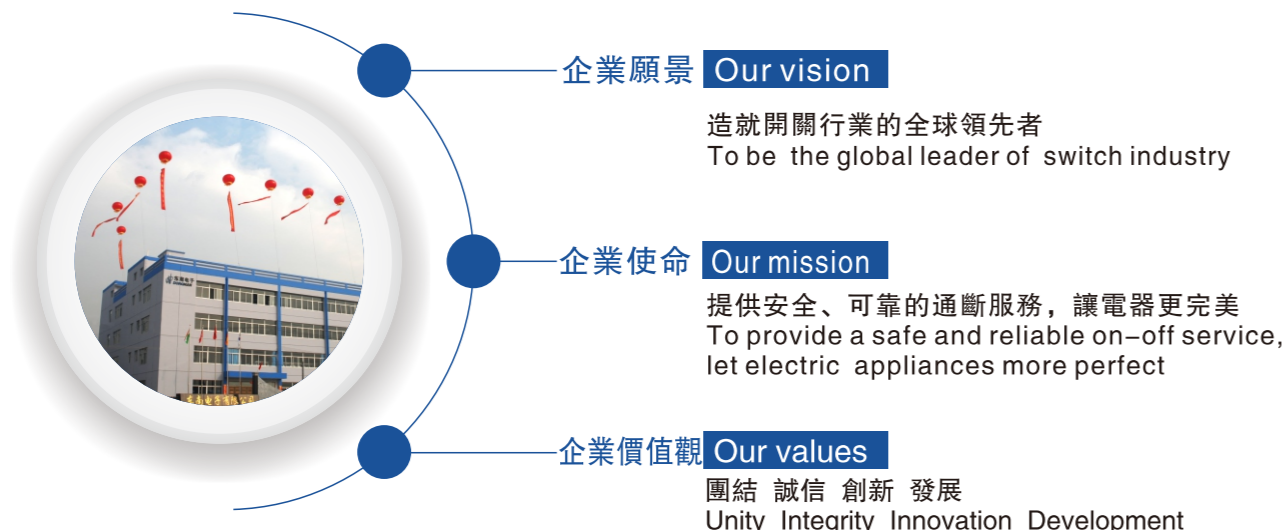 企業願景 Our vision
造就開關行業的全球領先者
To be the global leader of switch industry
企業使命 Our mission
提供安全、可靠的通斷服務，讓電器更完美
To provide a safe and reliable on–off service,
let electric appliances more perfect
企業價值觀 Our values
團結 誠信 創新 發展
Unity Integrity Innovation Development